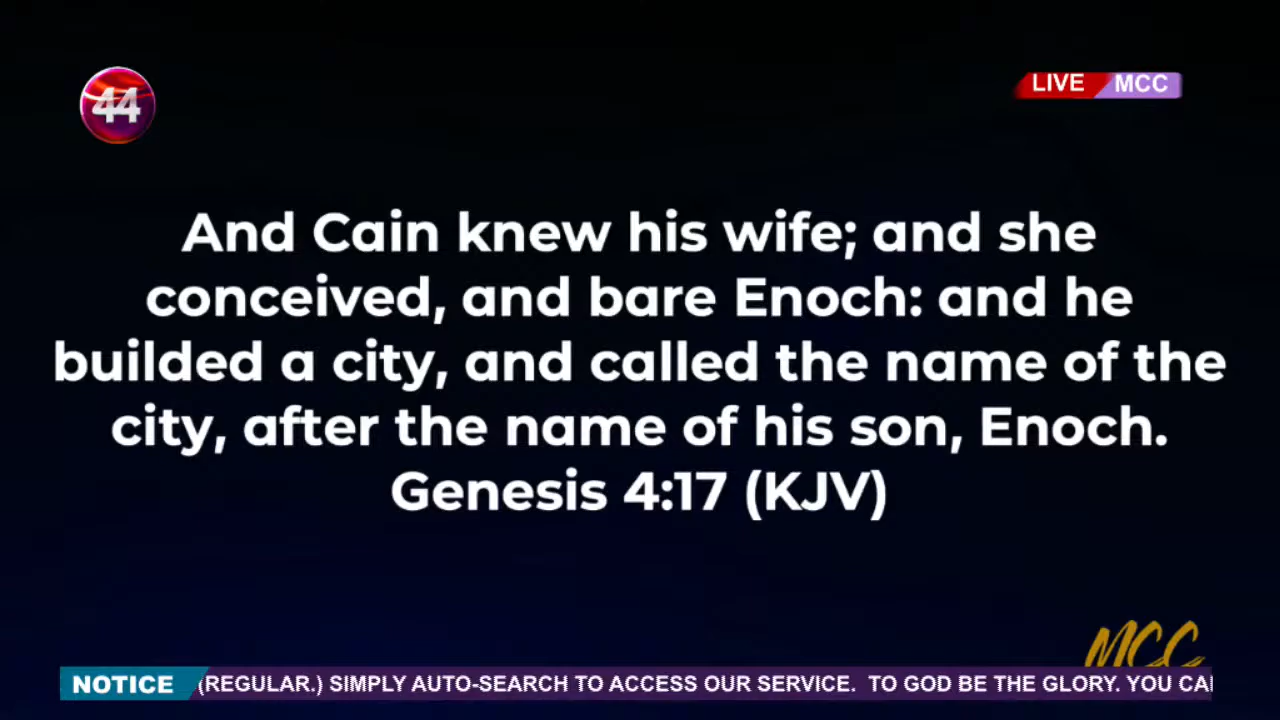 44
LIVE MCC
And Cain knew his wife; and she
conceived, and bare Enoch: and he
builded a city, and called the name of the
city, after the name of his son, Enoch.
Genesis 4:17 (KJV)
MCC
NOTICE (REGULAR.) SIMPLY AUTO-SEARCH TO ACCESS OUR SERVICE. TO GOD BE THE GLORY. YOU